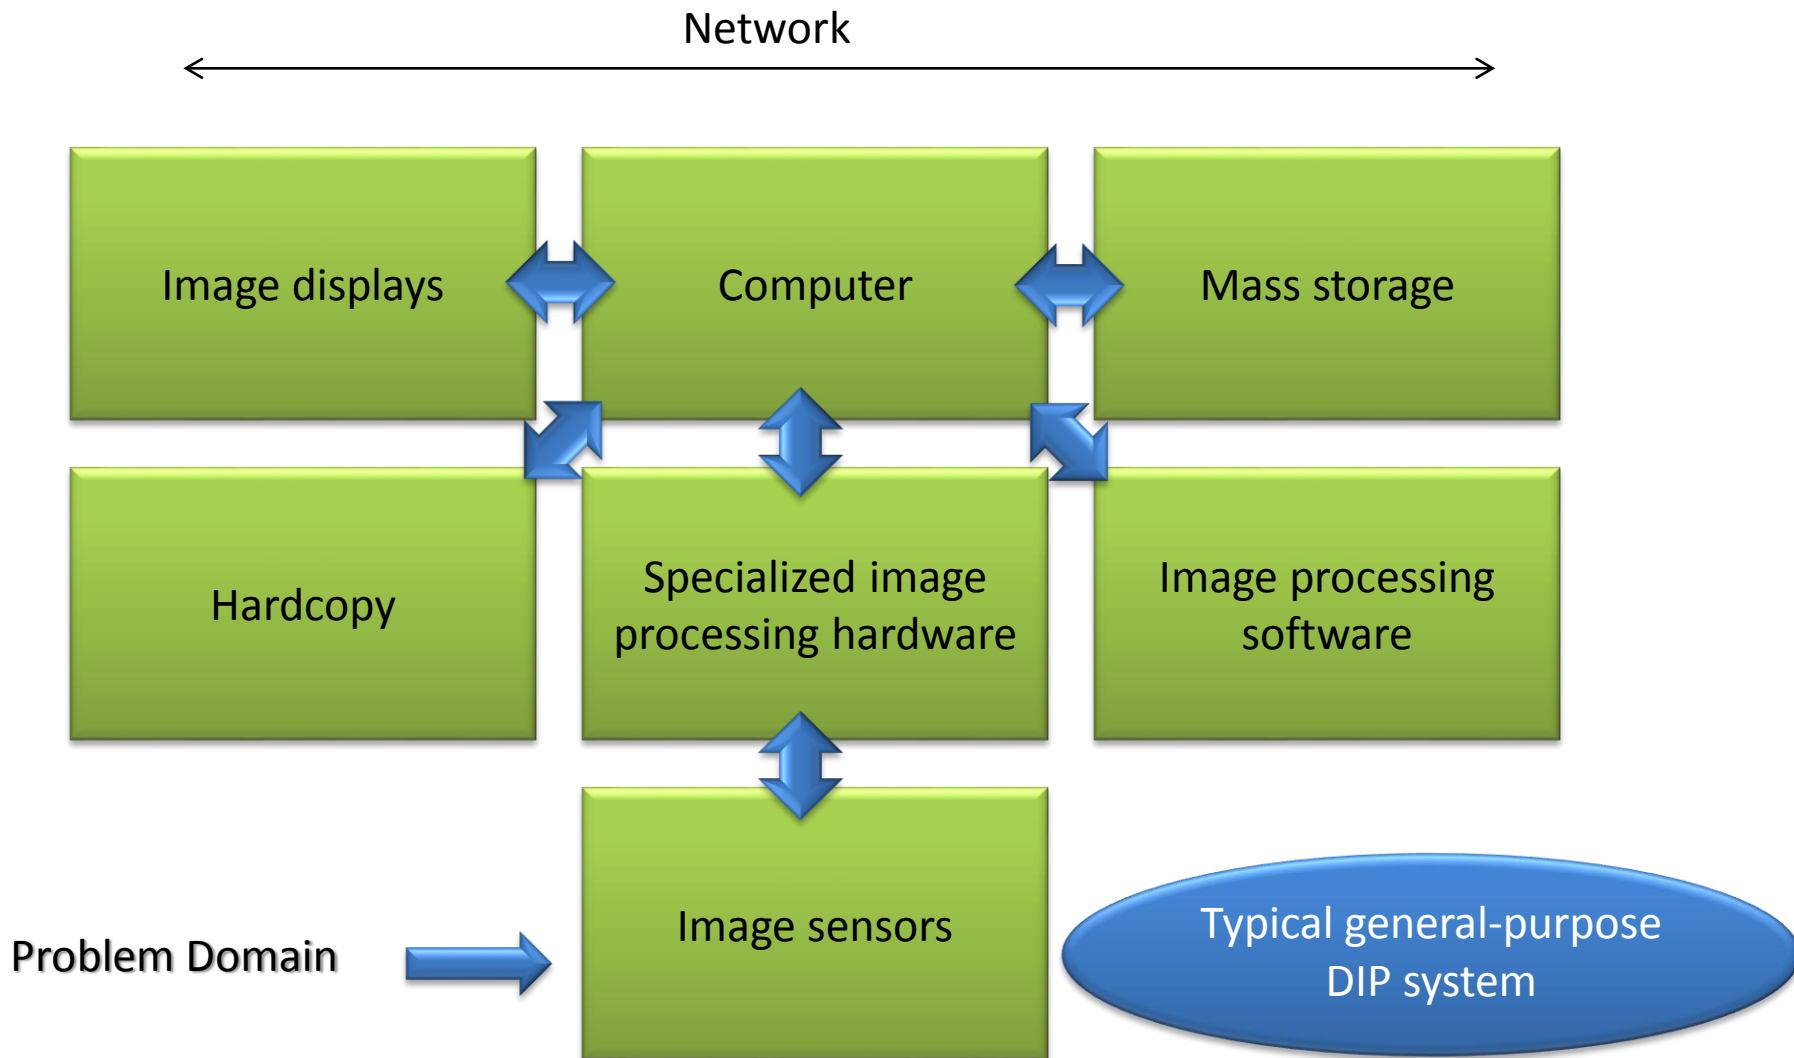 Network
Image displays
Computer
Mass storage
Hardcopy
Specialized image
processing hardware
Image processing
software
Image sensors
Problem Domain
Typical general-purpose
DIP system